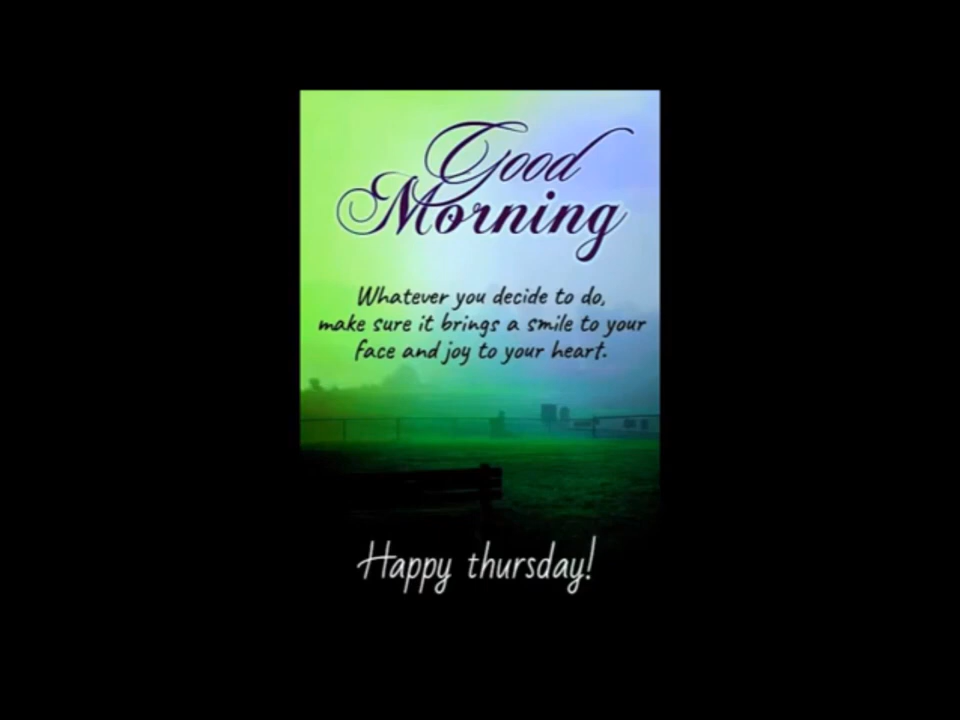 Good
Morning
Whatever you decide to do,
make sure it brings a smile to your
face and joy to your heart.
Happy thursday!